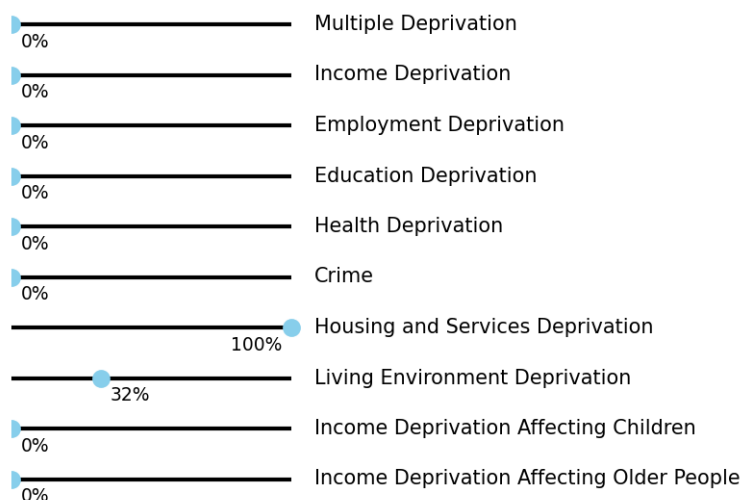 Multiple Deprivation
0%
Income Deprivation
0%
Employment Deprivation
0%
Education Deprivation
0%
Health Deprivation
0%
Crime
0%
Housing and Services Deprivation
100%
Living Environment Deprivation
32%
Income Deprivation Affecting Children
0%
Income Deprivation Affecting Older People
0%